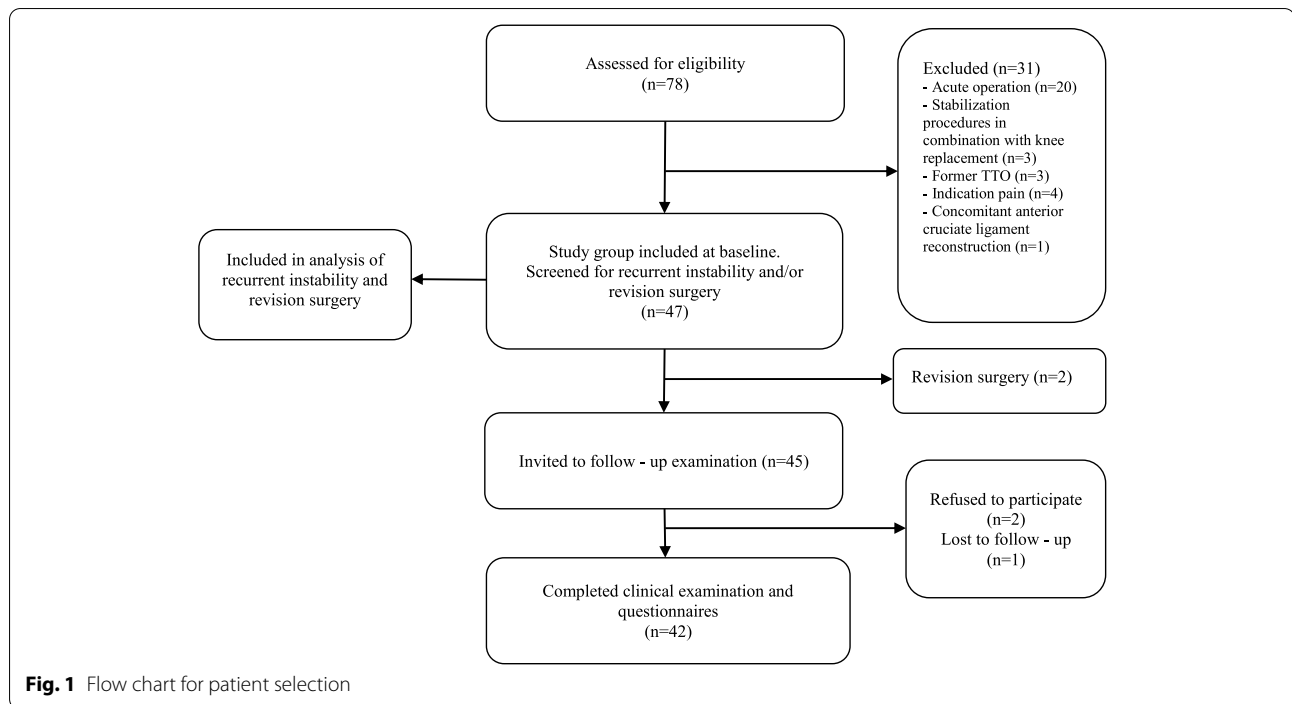 Assessed for eligibility
(n=78)
Excluded (n=31)
- Acute operation (n=20)
- Stabilization
procedures in
combination with knee
replacement (n=3)
- Former TTO (n=3)
- Indication pain (n=4)
- Concomitant anterior
cruciate ligament
reconstruction (n=1)
Included in analysis of
recurrent instability and
revision surgery
Study group included at baseline.
Screened for recurrent instability and/or
revision surgery
(n=47)
Revision surgery (n=2)
Invited to follow - up examination (n=45)
Refused to participate
(n=2)
Lost to follow - up
(n=1)
Completed clinical examination and
questionnaires
(n=42)
Fig. 1 Flow chart for patient selection